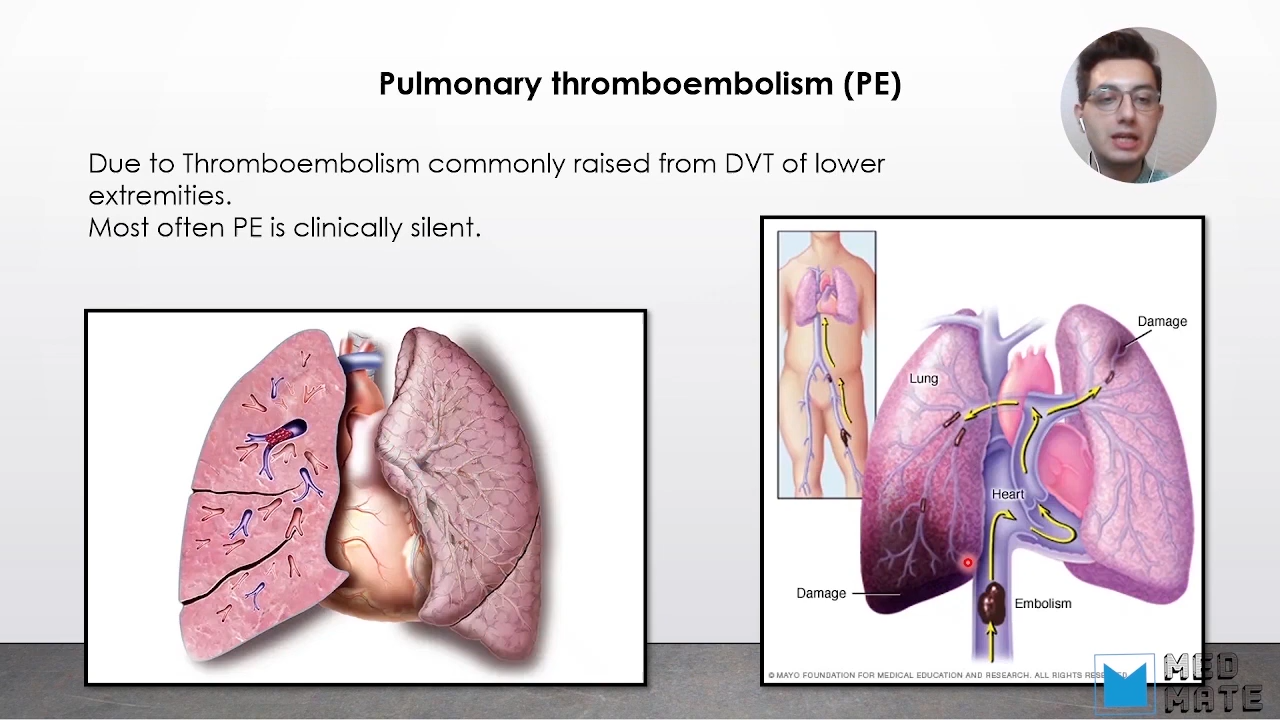 Pulmonary thromboembolism (PE)
Due to Thromboembolism commonly raised from DVT of lower
extremities.
Most often PE is clinically silent.
Damage
Lung
Heart
Damage
Embolism
© MAYO FOUNDATION FOR MEDICAL EDUCATION AND RESEARCH. ALL RIGHTS RESERVED.
MED
MATE